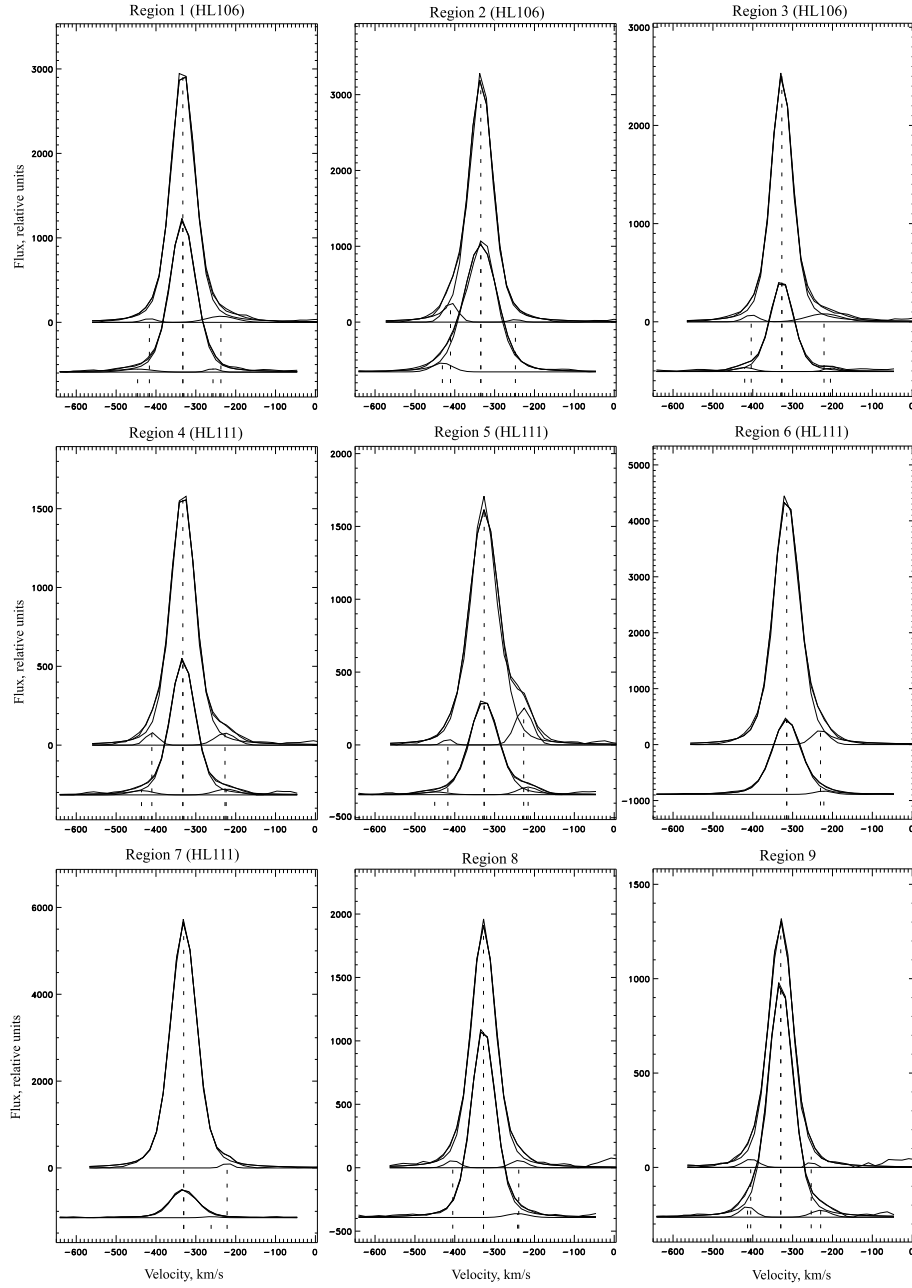 Region 1 (HL106)
Region 2 (HL106)
Region 3 (HL106)
Flux, relative units
3000
2000
1000
0
3000
2000
1000
0
3000
2000
1000
0
−600 −500 −400 −300 −200 −100 0
−600 −500 −400 −300 −200 −100 0
−600 −500 −400 −300 −200 −100 0
Region 4 (HL111)
Region 5 (HL111)
Region 6 (HL111)
Flux, relative units
1500
1000
500
0
2000
1500
1000
500
0
−500
5000
4000
3000
2000
1000
0
−1000
−600 −500 −400 −300 −200 −100 0
−600 −500 −400 −300 −200 −100 0
−600 −500 −400 −300 −200 −100 0
Region 7 (HL111)
Region 8
Region 9
Flux, relative units
6000
4000
2000
0
2000
1500
1000
500
0
−500
1500
1000
500
0
−600 −500 −400 −300 −200 −100 0
−600 −500 −400 −300 −200 −100 0
−600 −500 −400 −300 −200 −100 0
Velocity, km/s
Velocity, km/s
Velocity, km/s